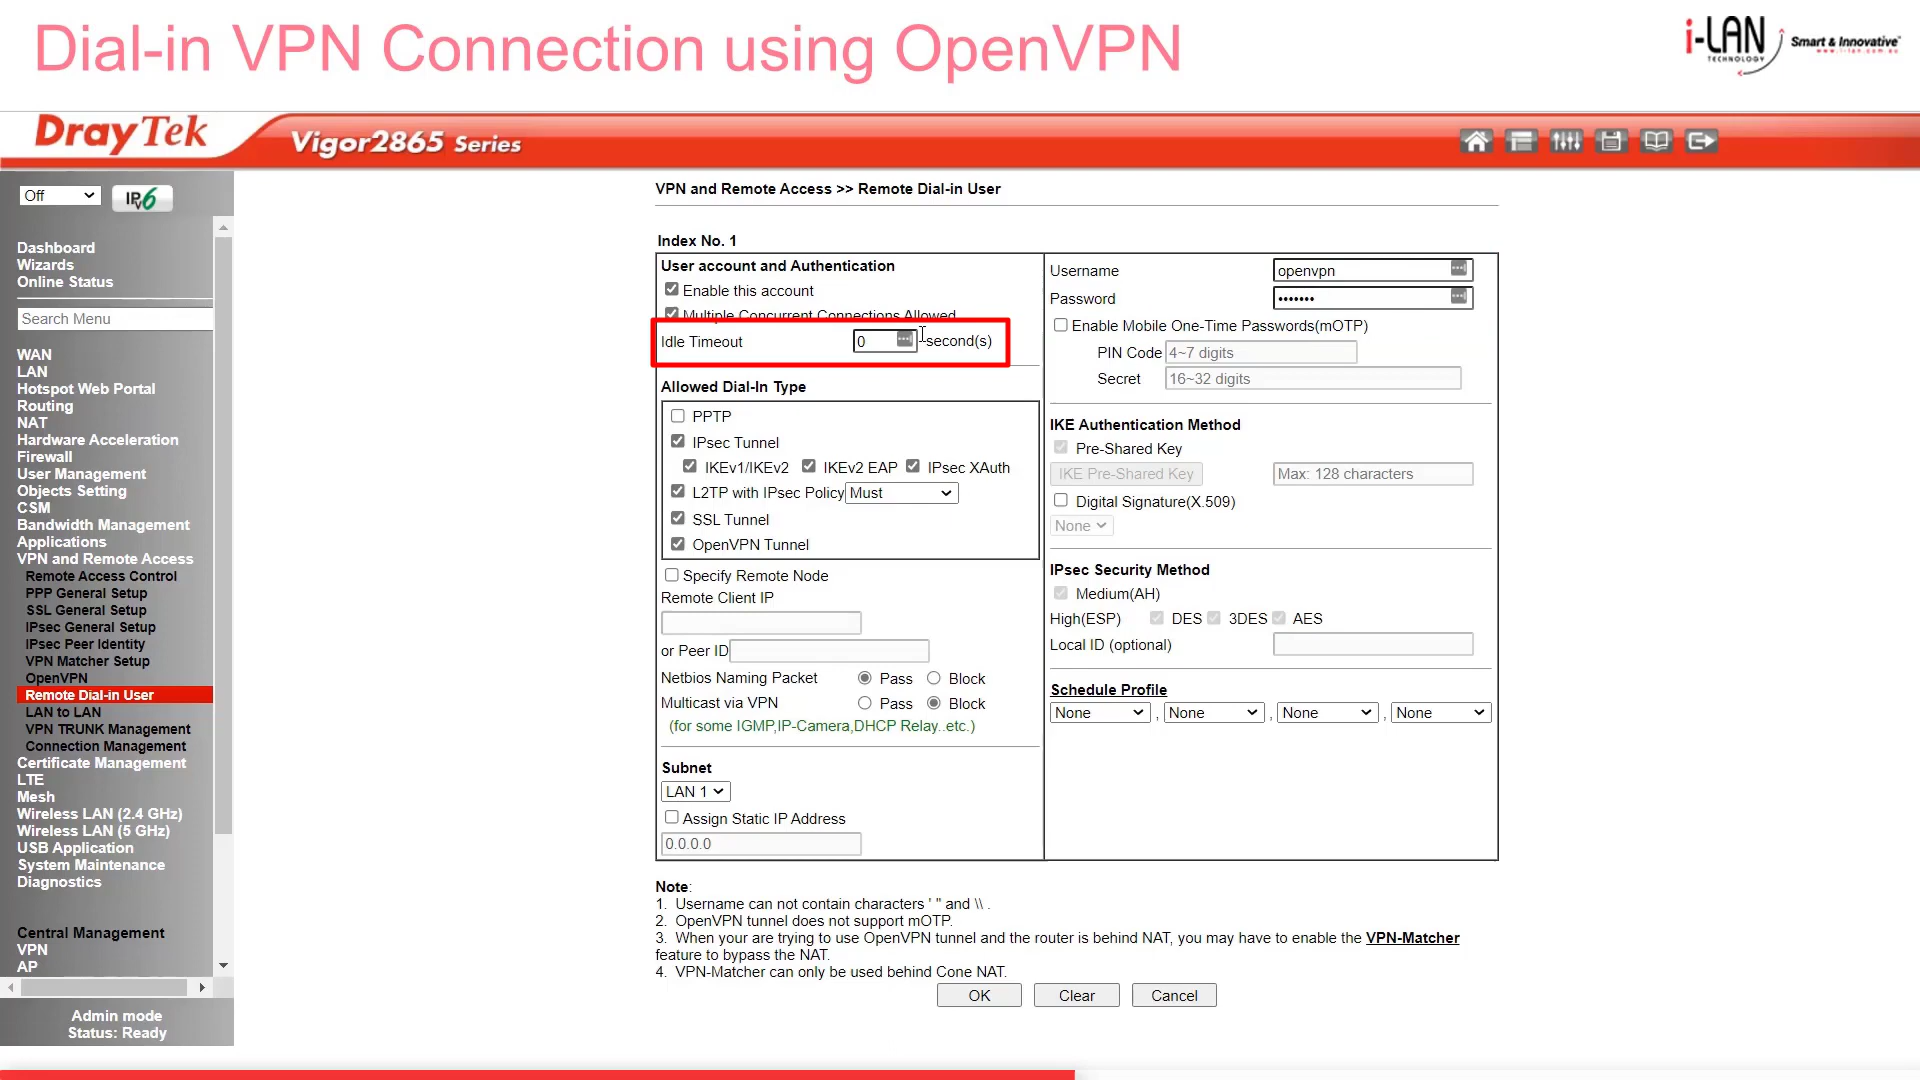 Dial-in VPN Connection using OpenVPN
i-LAN
TECHNOLOGY
Smart & Innovative
www.i-lan.com.au
DrayTek
Vigor2865 Series
Off
IPv6
Dashboard
Wizards
Online Status
Search Menu
WAN
LAN
Hotspot Web Portal
Routing
NAT
Hardware Acceleration
Firewall
User Management
Objects Setting
CSM
Bandwidth Management
Applications
VPN and Remote Access
Remote Access Control
PPP General Setup
SSL General Setup
IPsec General Setup
IPsec Peer Identity
VPN Matcher Setup
OpenVPN
Remote Dial-in User
LAN to LAN
VPN TRUNK Management
Connection Management
Certificate Management
LTE
Mesh
Wireless LAN (2.4 GHz)
Wireless LAN (5 GHz)
USB Application
System Maintenance
Diagnostics
Central Management
VPN
AP
Admin mode
Status: Ready
VPN and Remote Access >> Remote Dial-in User
Index No. 1
User account and Authentication
Enable this account
Multiple Concurrent Connections Allowed
Idle Timeout 0 second(s)
Allowed Dial-In Type
PPTP
IPsec Tunnel
IKEv1/IKEv2 IKEv2 EAP IPsec XAuth
L2TP with IPsec Policy Must
SSL Tunnel
OpenVPN Tunnel
Specify Remote Node
Remote Client IP
or Peer ID
Netbios Naming Packet Pass Block
Multicast via VPN Pass Block
(for some IGMP,IP-Camera,DHCP Relay..etc.)
Subnet
LAN 1
Assign Static IP Address
0.0.0.0
Username openvpn
Password •••••••
Enable Mobile One-Time Passwords(mOTP)
PIN Code 4~7 digits
Secret 16~32 digits
IKE Authentication Method
Pre-Shared Key
IKE Pre-Shared Key Max: 128 characters
Digital Signature(X.509)
None
IPsec Security Method
Medium(AH)
High(ESP) DES 3DES AES
Local ID (optional)
Schedule Profile
None , None , None , None
Note:
1. Username can not contain characters ' " and \\ .
2. OpenVPN tunnel does not support mOTP.
3. When your are trying to use OpenVPN tunnel and the router is behind NAT, you may have to enable the VPN-Matcher
feature to bypass the NAT.
4. VPN-Matcher can only be used behind Cone NAT.
OK Clear Cancel